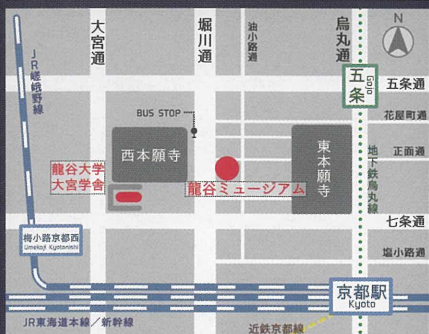 大宮通
堀川通
油小路通
烏丸通
N
JR嵯峨野線
五条
Gojo
五条通
BUS STOP
花屋町通
西本願寺
東本願寺
正面通
地下鉄烏丸線
龍谷大学
大宮学舎
龍谷ミュージアム
七条通
梅小路京都西
Umekoji Kyotonishi
塩小路通
京都駅
Kyoto
JR東海道本線／新幹線
近鉄京都線